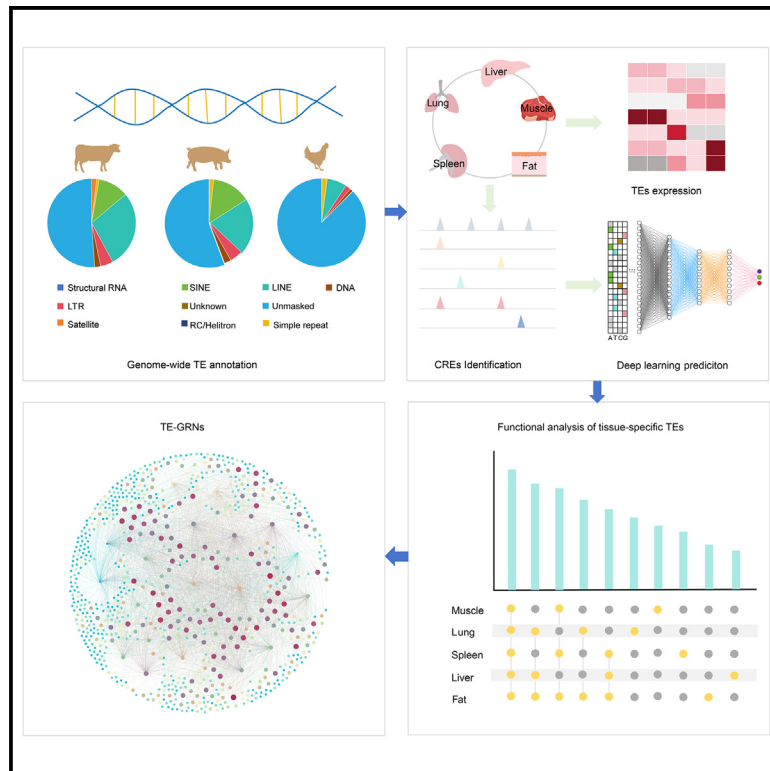 Liver
Lung
Muscle
Spleen
Fat
TEs expression
Structural RNA
SINE
LINE
DNA
LTR
Unknown
Unmasked
Satellite
RC/Helitron
Simple repeat
A T C G
Genome-wide TE annotation
CREs Identification
Deep learning prediciton
TE-GRNs
Functional analysis of tissue-specific TEs
Muscle
Lung
Spleen
Liver
Fat